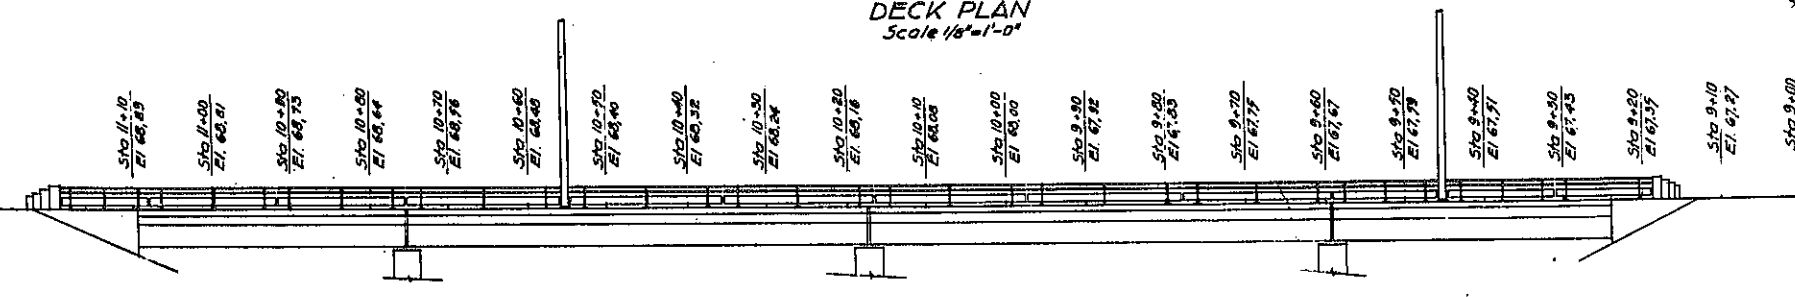 DECK PLAN
Scale 1/8"=1'-0"
Sta 11+10
El 68,89
Sta 11+00
El. 68,81
Sta 10+90
El. 68,73
Sta 10+80
El 68,64
Sta 10+70
El. 68,56
Sta 10+60
El. 68,48
Sta 10+50
El 68,40
Sta 10+40
El 68,32
Sta 10+30
El 68,24
Sta 10+20
El. 68,16
Sta 10+10
El 68,08
Sta 10+00
El 68,00
Sta 9+90
El. 67,92
Sta 9+80
El 67,83
Sta 9+70
El 67,75
Sta 9+60
El 67,67
Sta 9+50
El 67,79
Sta 9+40
El 67,51
Sta 9+30
El 67,43
Sta 9+20
El 67,35
Sta 9+10
El. 67,27
Sta 9+00